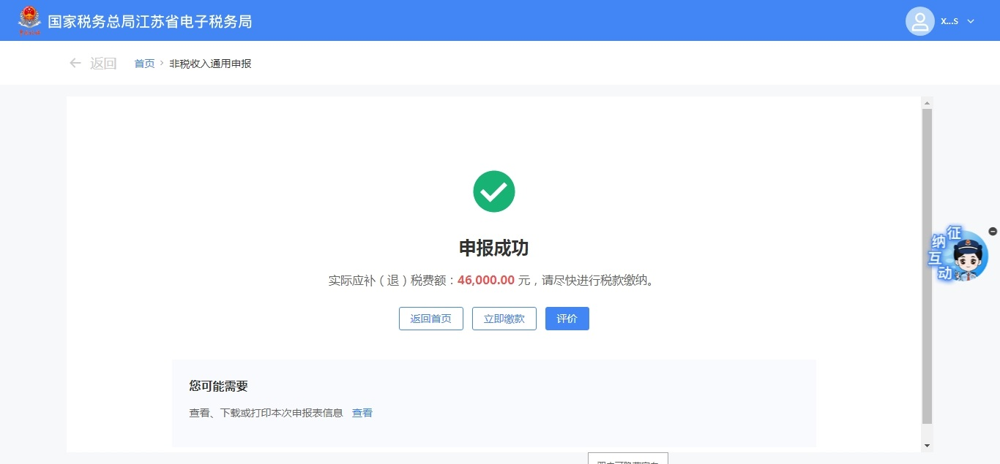 国家税务总局江苏省电子税务局
x...s
返回 首页 > 非税收入通用申报
申报成功
实际应补（退）税费额：46,000.00 元，请尽快进行税款缴纳。
返回首页 立即缴款 评价
征纳互动
您可能需要
查看、下载或打印本次申报表信息 查看